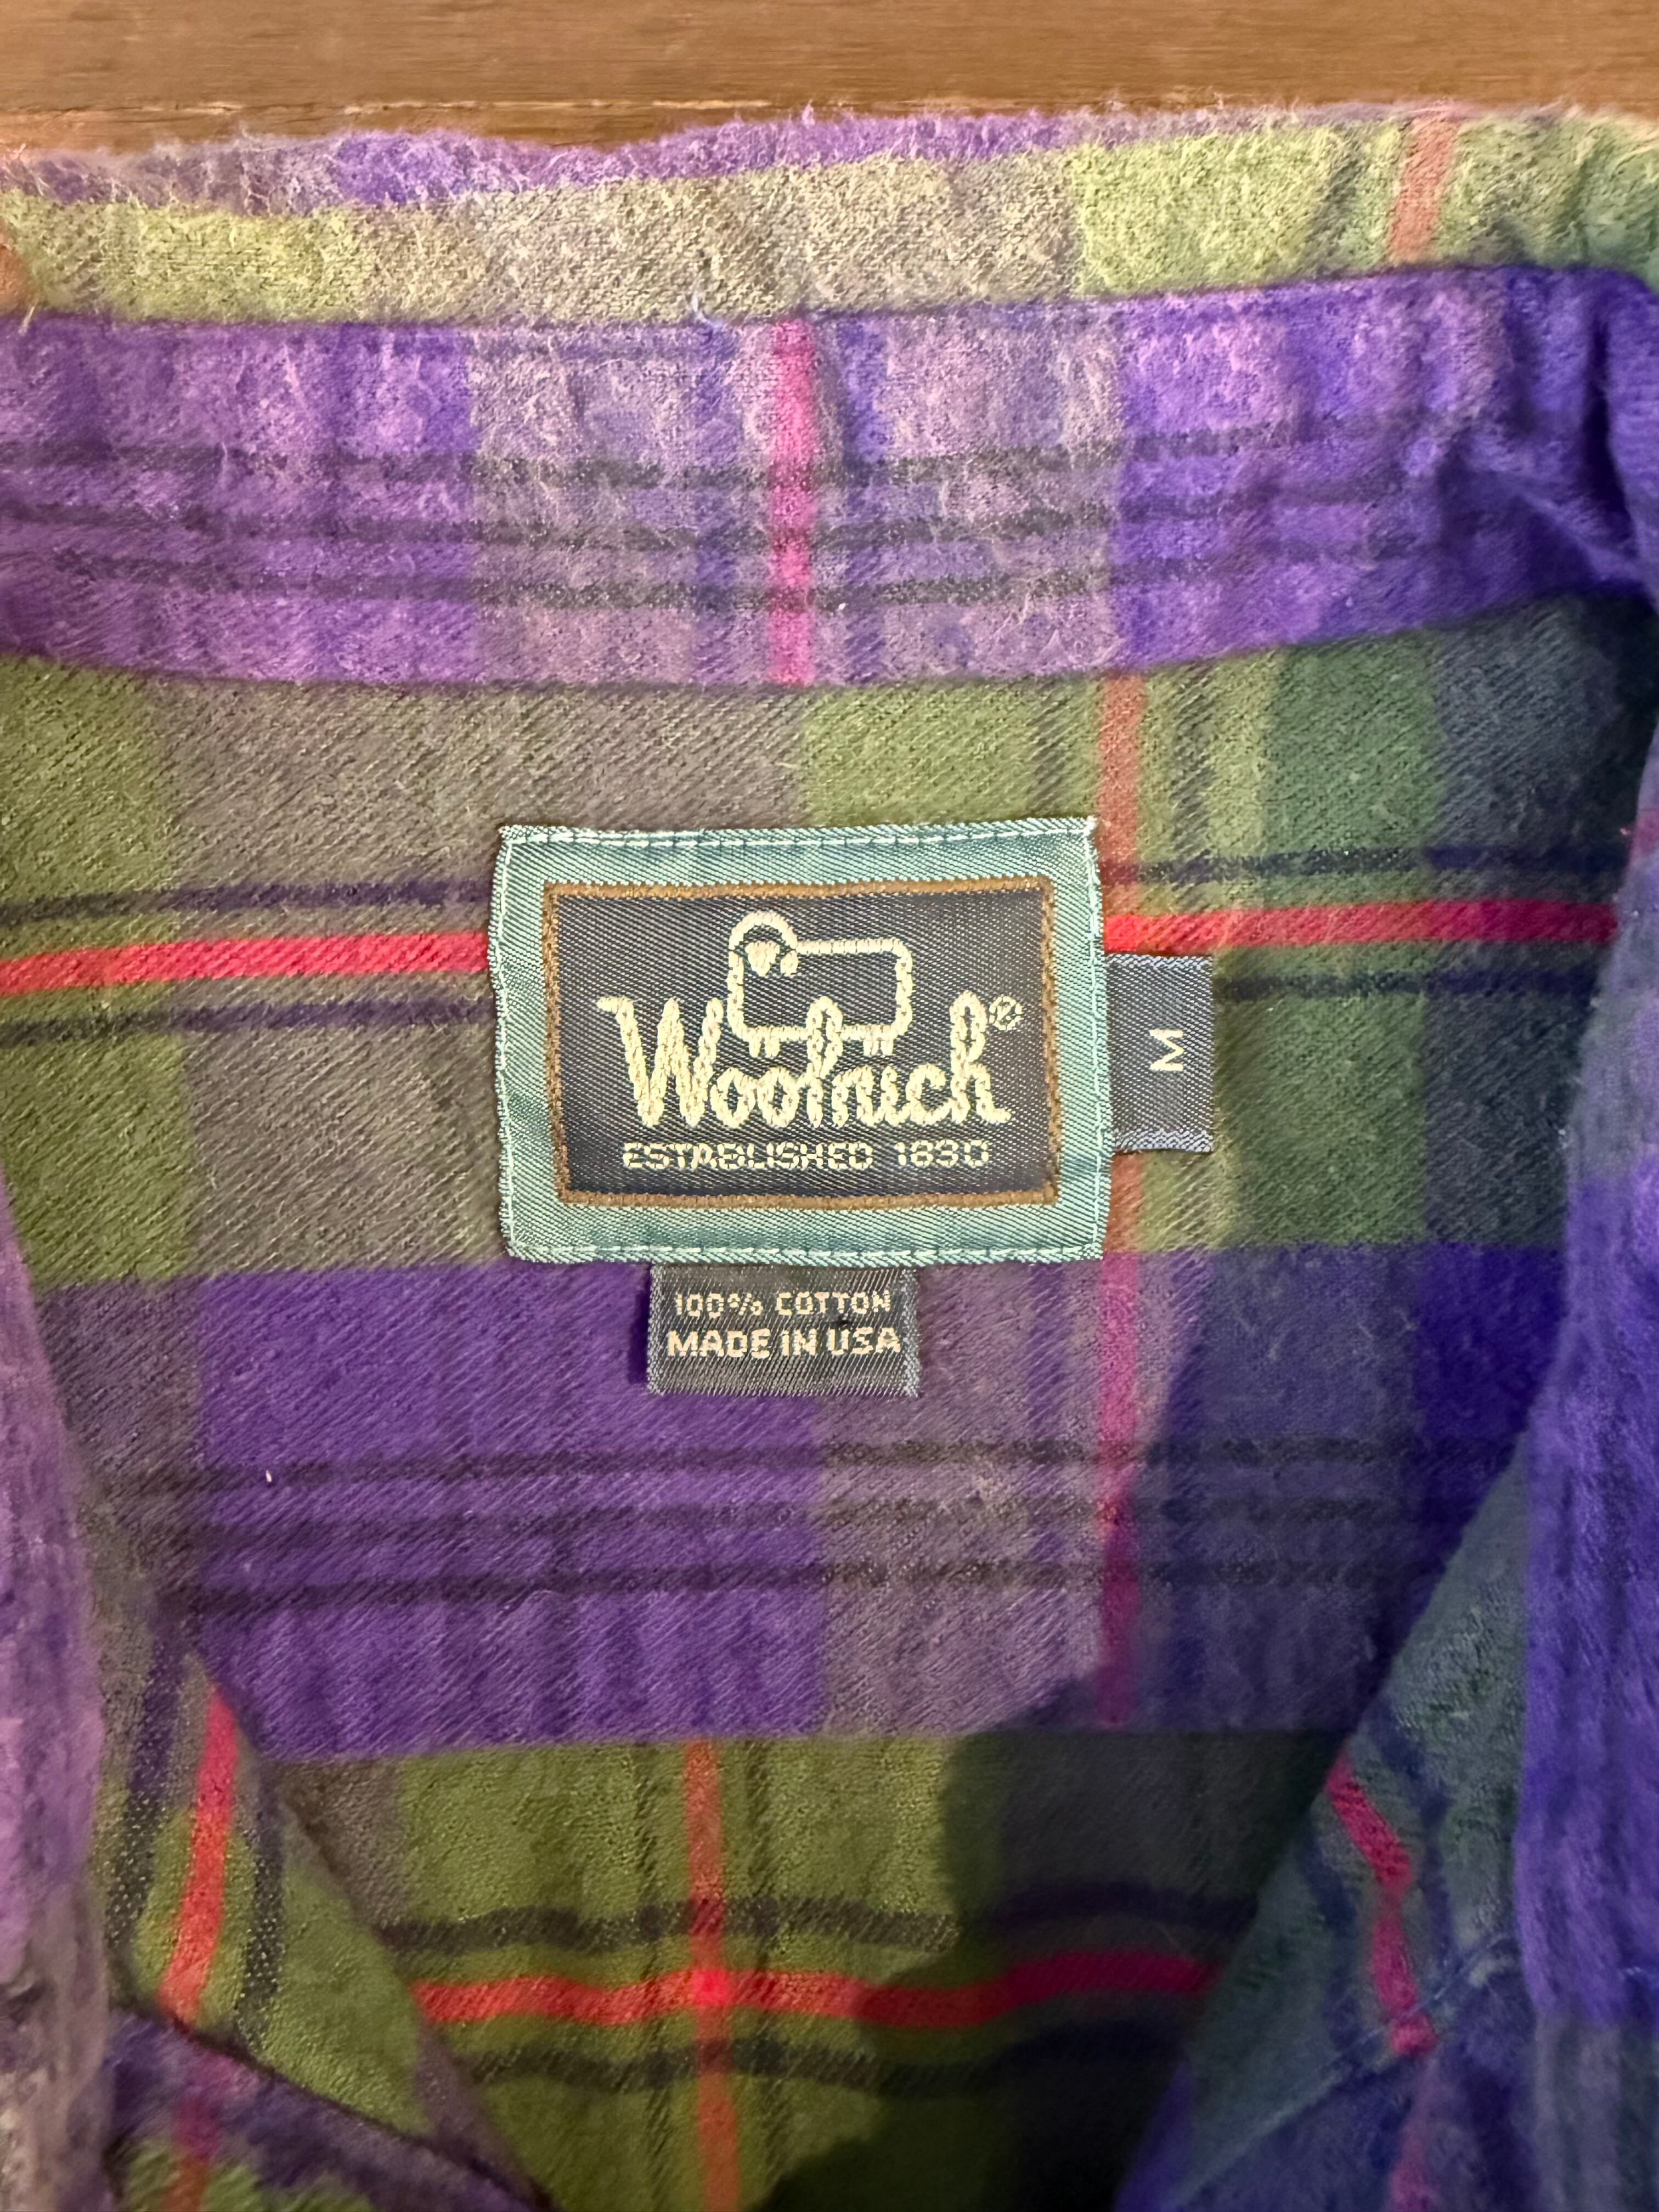 Woolrich®
ESTABLISHED 1830
M
100% COTTON
MADE IN USA